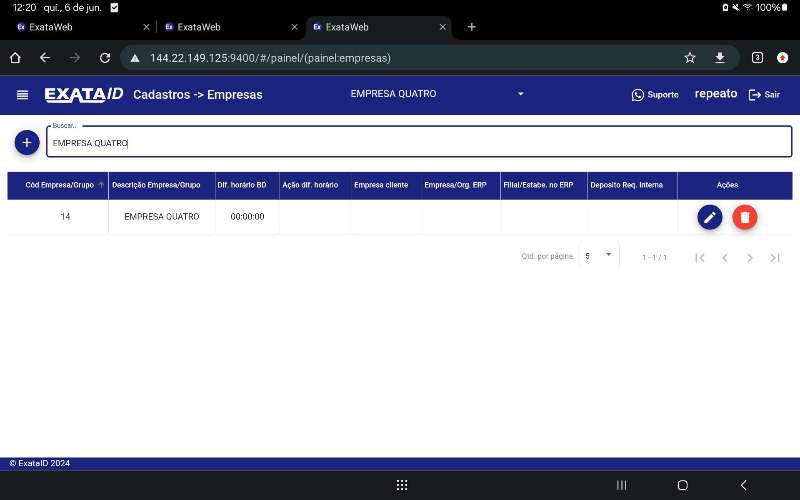 12:20 qui., 6 de jun. 100%
ExataWeb ExataWeb ExataWeb
144.22.149.125:9400/#/painel/(painel:empresas) 3
EXATAID Cadastros -> Empresas EMPRESA QUATRO Suporte repeato Sair
Buscar...
EMPRESA QUATRO
Cód Empresa/Grupo Descrição Empresa/Grupo Dif. horário BD Ação dif. horário Empresa cliente Empresa/Org. ERP Filial/Estabe. no ERP Deposito Req. Interna Ações
14 EMPRESA QUATRO 00:00:00
Qtd. por página: 5 1 - 1 / 1
© ExataID 2024